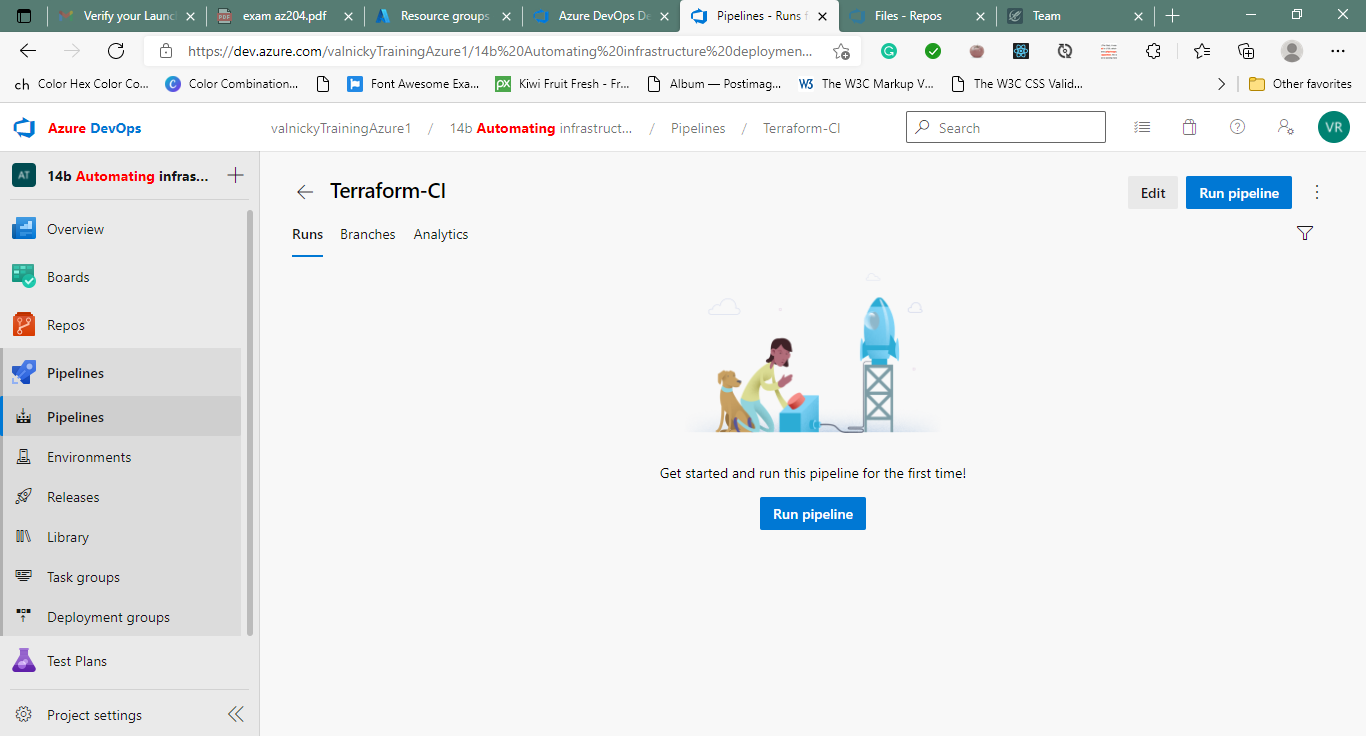 Verify your Launc
exam az204.pdf
Resource groups
Azure DevOps De
Pipelines - Runs f
Files - Repos
Team
https://dev.azure.com/valnickyTrainingAzure1/14b%20Automating%20infrastructure%20deploymen...
ch Color Hex Color Co...
Color Combination...
Font Awesome Exa...
px Kiwi Fruit Fresh - Fr...
Album — Postimag...
W3 The W3C Markup V...
The W3C CSS Valid...
Other favorites
Azure DevOps
valnickyTrainingAzure1 / 14b Automating infrastruct... / Pipelines / Terraform-CI
Search
VR
AT 14b Automating infras...
Overview
Boards
Repos
Pipelines
Pipelines
Environments
Releases
Library
Task groups
Deployment groups
Test Plans
Project settings
Terraform-CI
Edit
Run pipeline
Runs Branches Analytics
Get started and run this pipeline for the first time!
Run pipeline